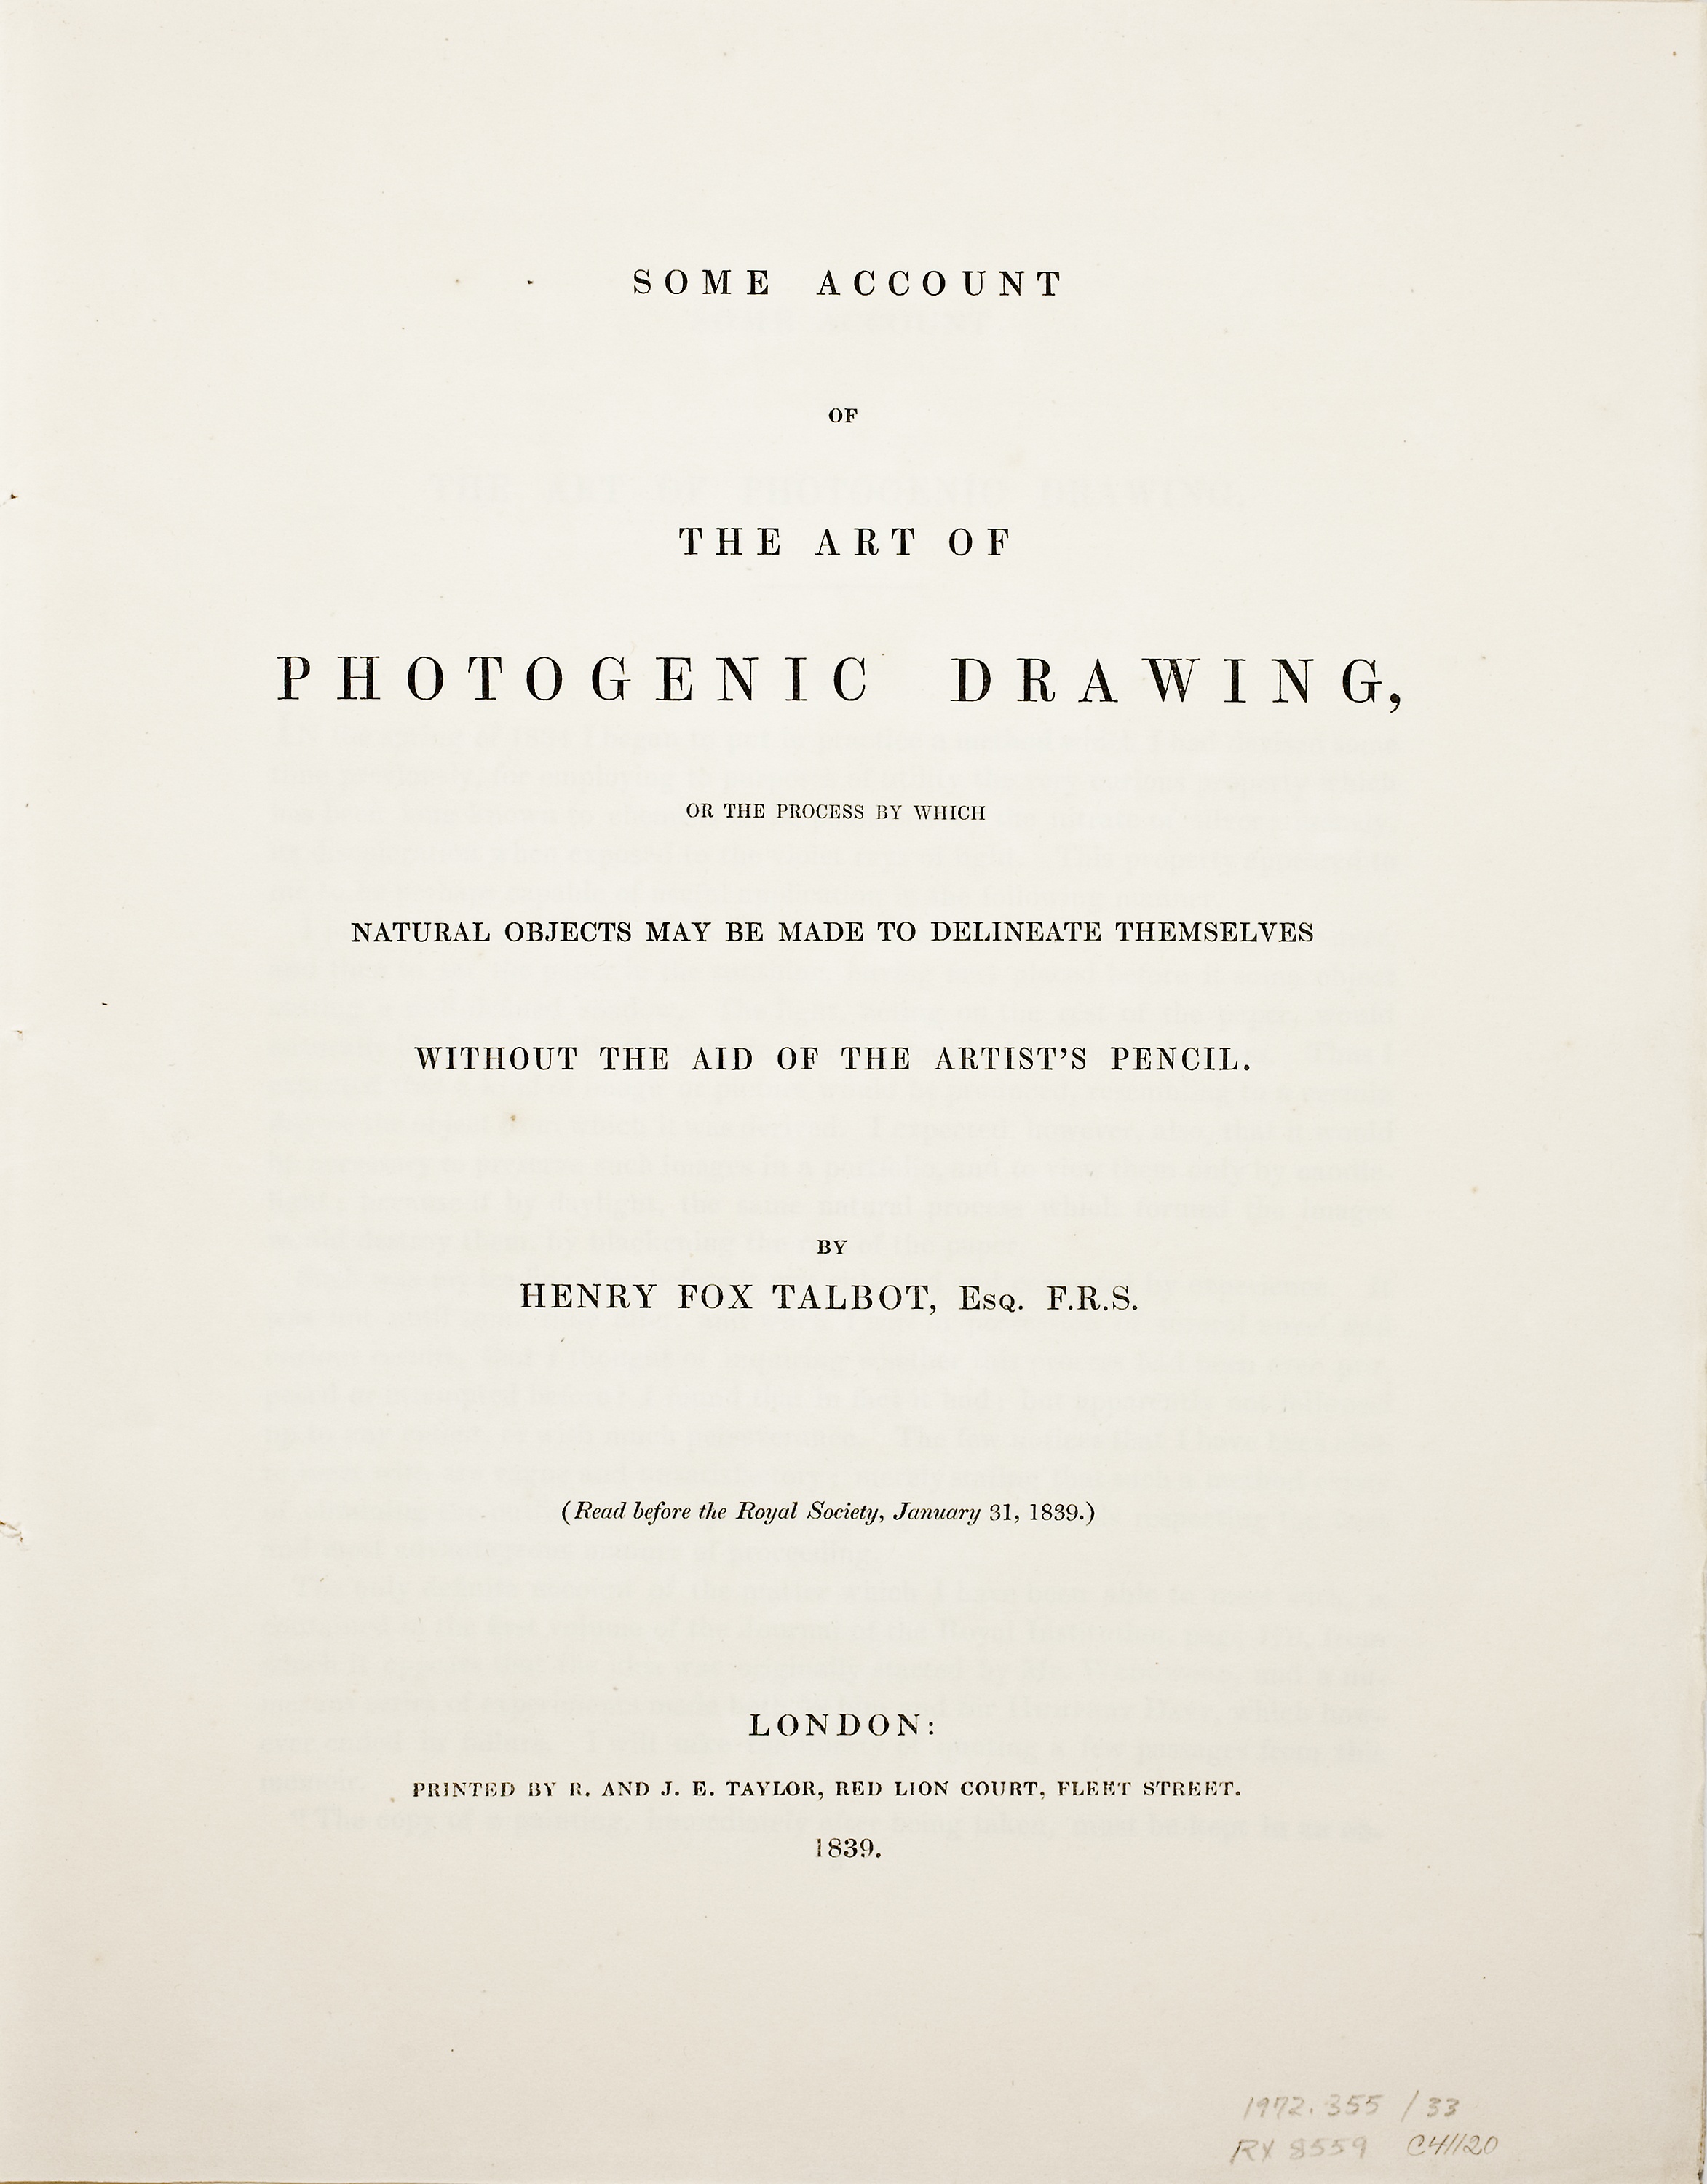 SOME ACCOUNT
OF
THE ART OF
PHOTOGENIC DRAWING,
OR THE PROCESS BY WHICH
NATURAL OBJECTS MAY BE MADE TO DELINEATE THEMSELVES
WITHOUT THE AID OF THE ARTIST'S PENCIL.
BY
HENRY FOX TALBOT, Esq. F.R.S.
(Read before the Royal Society, January 31, 1839.)
LONDON:
PRINTED BY R. AND J. E. TAYLOR, RED LION COURT, FLEET STREET.
1839.
1972.355 /33
RX 8559 C41120